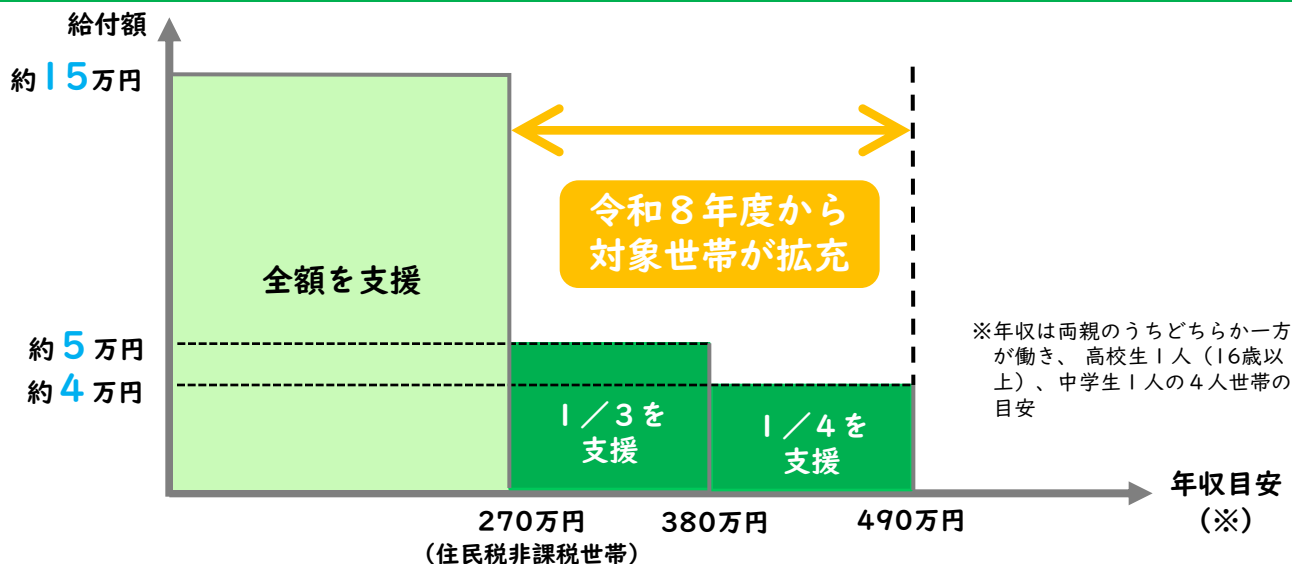 給付額
約15万円
令和8年度から
対象世帯が拡充
全額を支援
約5万円
約4万円
1/3を
支援
1/4を
支援
※年収は両親のうちどちらか一方
が働き、 高校生1人(16歳以
上)、中学生1人の4人世帯の
目安
270万円
(住民税非課税世帯)
380万円
490万円
年収目安
(※)